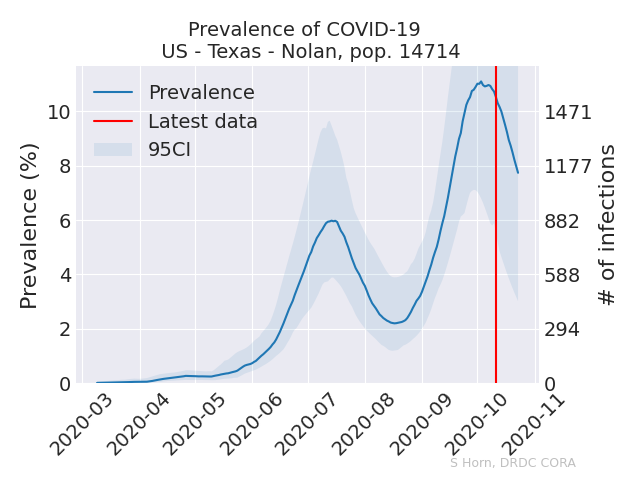 Prevalence of COVID-19
US - Texas - Nolan, pop. 14714
Prevalence
Latest data
95CI
Prevalence (%)
10
8
6
4
2
0
1471
1177
882
588
294
0
# of infections
2020-03
2020-04
2020-05
2020-06
2020-07
2020-08
2020-09
2020-10
2020-11
S Horn, DRDC CORA